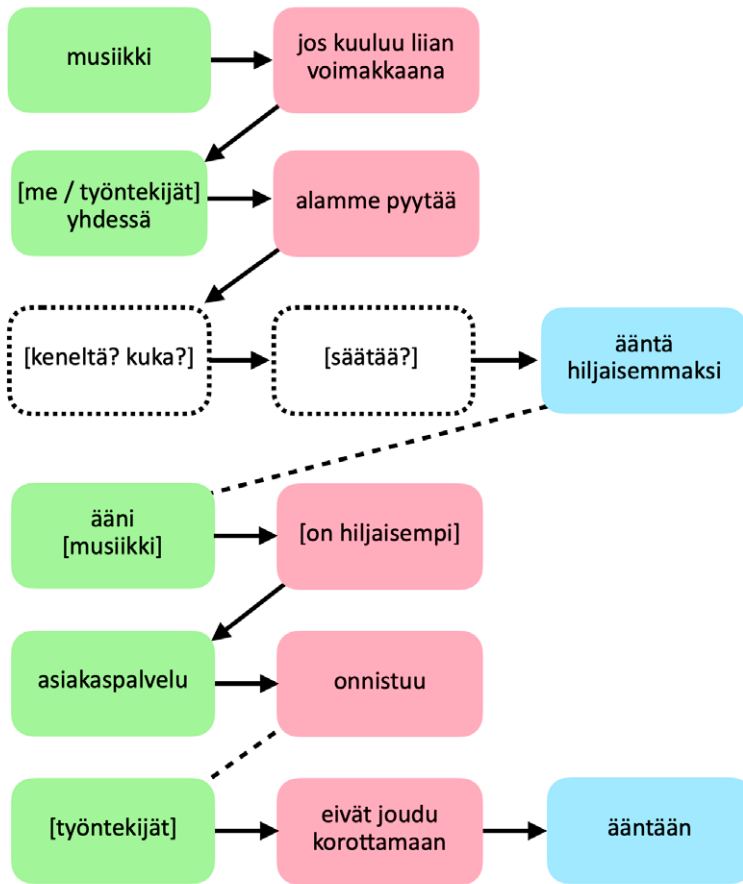 musiikki
jos kuuluu liian
voimakkaana
[me / työntekijät]
yhdessä
alamme pyytää
[keneltä? kuka?]
[säätää?]
ääntä
hiljaisemmaksi
ääni
[musiikki]
[on hiljaisempi]
asiakaspalvelu
onnistuu
[työntekijät]
eivät joudu
korottamaan
ääntään